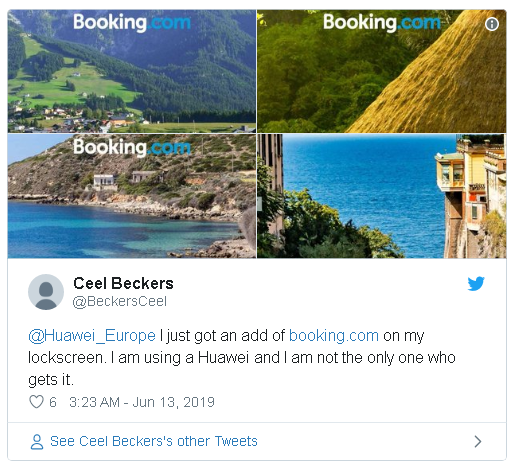 Booking.com
Booking.com
Booking.com
Ceel Beckers
@BeckersCeel
@Huawei_Europe I just got an add of booking.com on my
lockscreen. I am using a Huawei and I am not the only one who
gets it.
6 3:23 AM - Jun 13, 2019
See Ceel Beckers's other Tweets